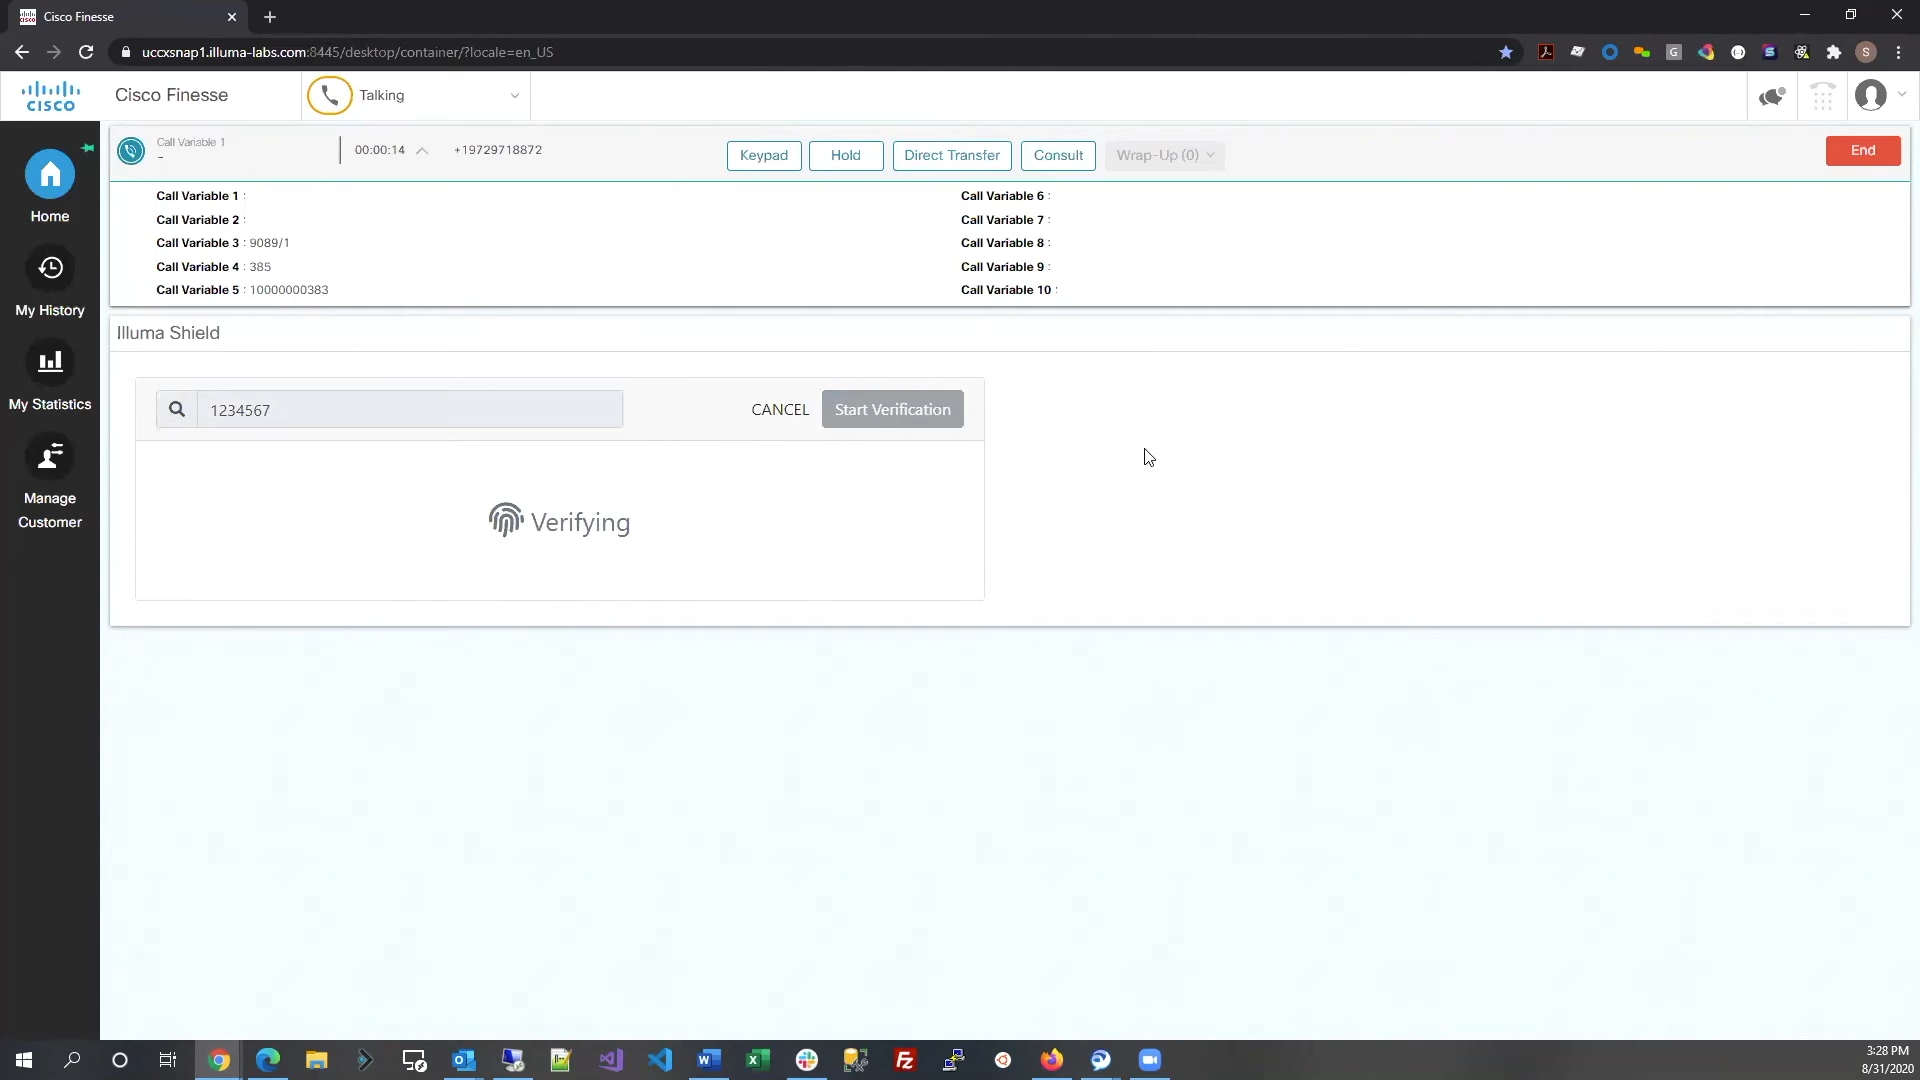 Cisco Finesse
uccxsnap1.illuma-labs.com:8445/desktop/container/?locale=en_US
S
CISCO
Cisco Finesse
Talking
Call Variable 1
-
00:00:14
+19729718872
Keypad
Hold
Direct Transfer
Consult
Wrap-Up (0)
End
Call Variable 1 :
Call Variable 2 :
Call Variable 3 : 9089/1
Call Variable 4 : 385
Call Variable 5 : 10000000383
Call Variable 6 :
Call Variable 7 :
Call Variable 8 :
Call Variable 9 :
Call Variable 10 :
Home
My History
My Statistics
Manage
Customer
Illuma Shield
1234567
CANCEL
Start Verification
Verifying
3:28 PM
8/31/2020